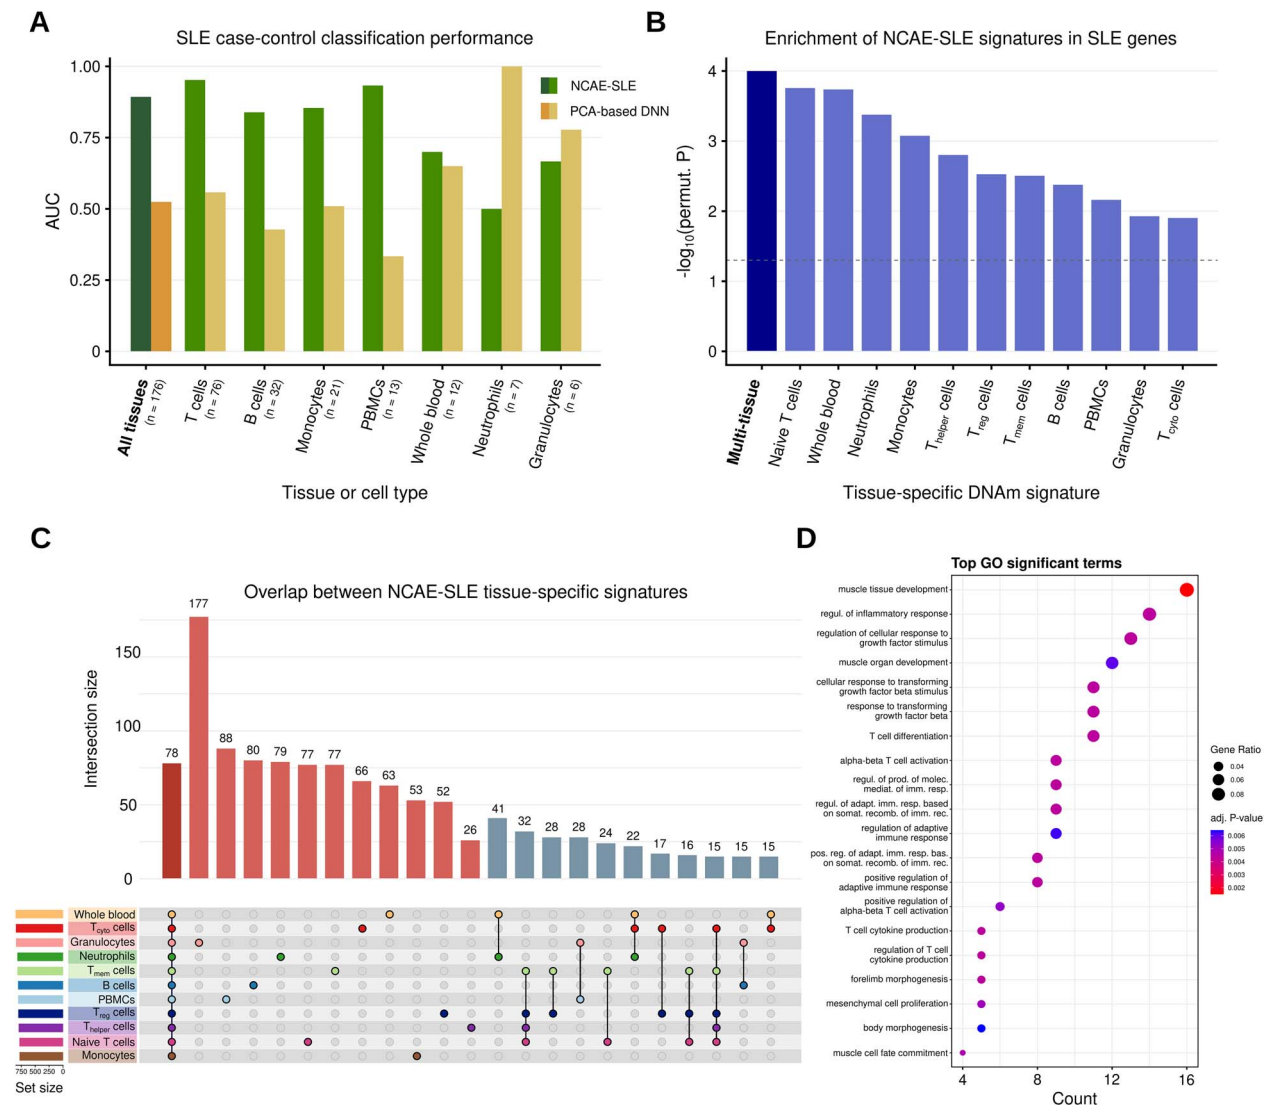 A
SLE case-control classification performance
1.00
0.75
0.50
0.25
0
AUC
NCAE-SLE
PCA-based DNN
All tissues
(n = 176)
T cells
(n = 76)
B cells
(n = 32)
Monocytes
(n = 21)
PBMCs
(n = 13)
Whole blood
(n = 12)
Neutrophils
(n = 7)
Granulocytes
(n = 6)
Tissue or cell type
B
Enrichment of NCAE-SLE signatures in SLE genes
4
3
2
1
0
-log10(permut. P)
Multi-tissue
Naive T cells
Whole blood
Neutrophils
Monocytes
Thelper cells
Treg cells
Tmem cells
B cells
PBMCs
Granulocytes
Tcyto cells
Tissue-specific DNAm signature
C
Overlap between NCAE-SLE tissue-specific signatures
Intersection size
150
100
50
0
78
177
88
80
79
77
77
66
63
53
52
26
41
32
28
28
24
22
17
16
15
15
15
Whole blood
Tcyto cells
Granulocytes
Neutrophils
Tmem cells
B cells
PBMCs
Treg cells
Thelper cells
Naive T cells
Monocytes
750 500 250 0
Set size
D
Top GO significant terms
muscle tissue development
regul. of inflammatory response
regulation of cellular response to
growth factor stimulus
muscle organ development
cellular response to transforming
growth factor beta stimulus
response to transforming
growth factor beta
T cell differentiation
alpha-beta T cell activation
regul. of prod. of molec.
mediat. of imm. resp.
regul. of adapt. imm. resp. based
on somat. recomb. of imm. rec.
regulation of adaptive
immune response
pos. reg. of adapt. imm. resp. bas.
on somat. recomb. of imm. rec.
positive regulation of
adaptive immune response
positive regulation of
alpha-beta T cell activation
T cell cytokine production
regulation of T cell
cytokine production
forelimb morphogenesis
mesenchymal cell proliferation
body morphogenesis
muscle cell fate commitment
4 8 12 16
Count
Gene Ratio
0.04
0.06
0.08
adj. P-value
0.006
0.005
0.004
0.003
0.002